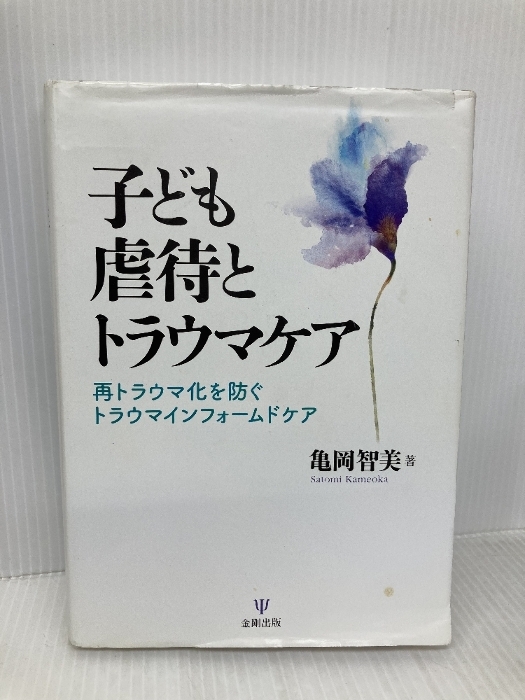 子ども
虐待と
トラウマケア
再トラウマ化を防ぐ
トラウマインフォームドケア
亀岡智美 著
Satomi Kameoka
金剛出版